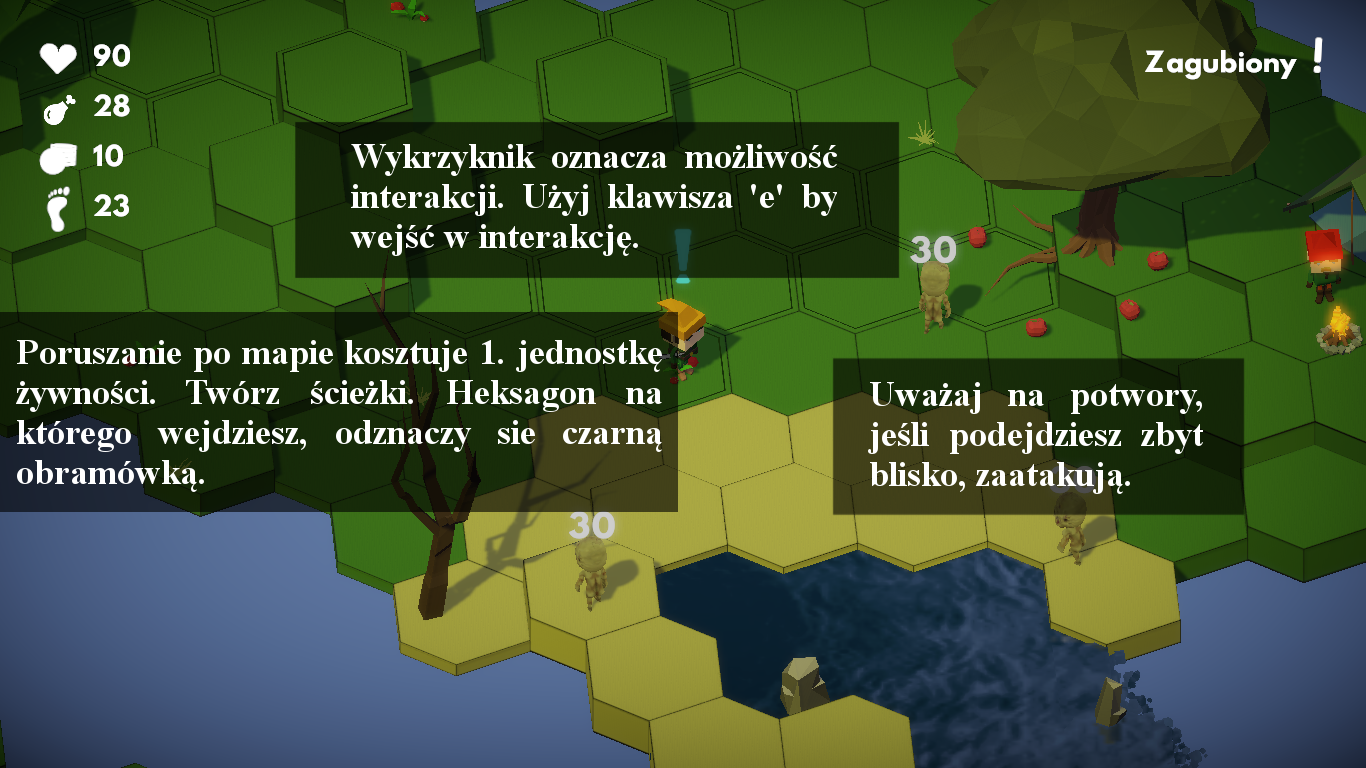 90
28
10
23
Zagubiony !
Wykrzyknik oznacza możliwość
interakcji. Użyj klawisza 'e' by
wejść w interakcję.
30
Poruszanie po mapie kosztuje 1. jednostkę
żywności. Twórz ścieżki. Heksagon na
którego wejdziesz, odznaczy sie czarną
obramówką.
Uważaj na potwory,
jeśli podejdziesz zbyt
blisko, zaatakują.
30